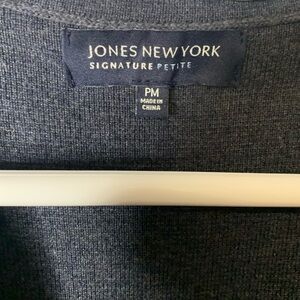 JONES NEW YORK
SIGNATURE PETITE
PM
MADE IN
CHINA